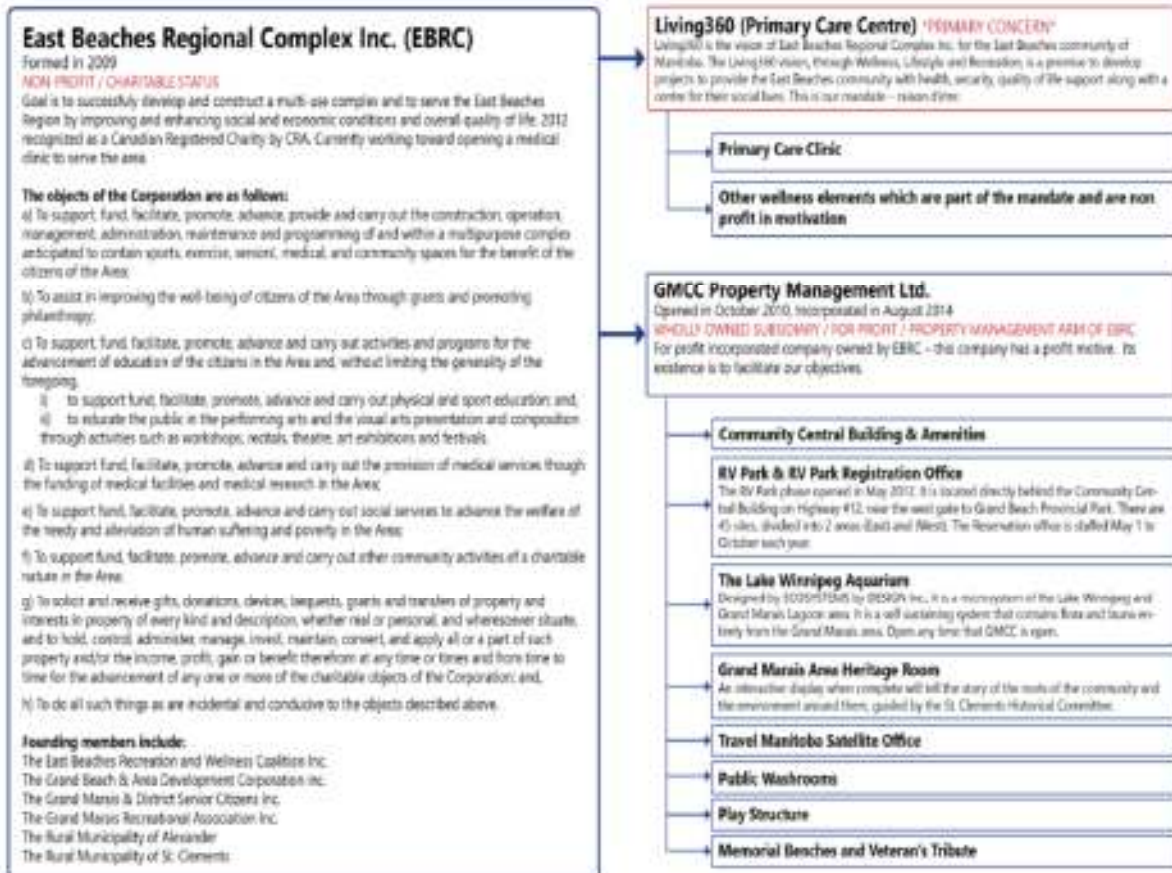 East Beaches Regional Complex Inc. (EBRC)
Formed in 2009
NON-PROFIT / CHARITABLE STATUS
Goal is to successfuly develop and construct a multi-use complex and to serve the East Beaches
Region by improving and enhancing social and economic conditions and overall quality of life. 2012
recognized as a Canadian Registered Charity by CRA. Currently working toward opening a medical
clinic to serve the area.
The objects of the Corporation are as follows:
a) To support, fund, facilitate, promote, advance, provide and carry out the construction, operation,
management, administration, maintenance and programming of and within a multipurpose complex
anticipated to contain sports, exercise, seniors', medical, and community spaces for the benefit of the
citizens of the Area;
b) To assist in improving the well-being of citizens of the Area through grants and promoting
philanthropy;
c) To support, fund, facilitate, promote, advance and carry out activities and programs for the
advancement of education of the citizens in the Area and, without limiting the generality of the
foregoing,
i) to support fund, facilitate, promote, advance and carry out physical and sport education; and,
ii) to educate the public in the performing arts and the visual arts presentation and composition
through activities such as workshops, recitals, theatre, art exhibitions and festivals.
d) To support fund, facilitate, promote, advance and carry out the provision of medical services though
the funding of medical facilities and medical research in the Area;
e) To support fund, facilitate, promote, advance and carry out social services to advance the welfare of
the needy and alleviation of human suffering and poverty in the Area;
f) To support fund, facilitate, promote, advance and carry out other community activities of a charitable
nature in the Area;
g) To solicit and receive gifts, donations, devices, bequests, grants and transfers of property and
interests in property of every kind and description, whether real or personal, and wheresoever situate,
and to hold, control, administer, manage, invest, maintain, convert, and apply all or a part of such
property and/or the income, profit, gain or benefit therefrom at any time or times and from time to
time for the advancement of any one or more of the charitable objects of the Corporation; and,
h) To do all such things as are incidental and conducive to the objects described above.
Founding members include:
The East Beaches Recreation and Wellness Coalition Inc.
The Grand Beach & Area Development Corporation Inc.
The Grand Marais & District Senior Citizens Inc.
The Grand Marais Recreational Association Inc.
The Rural Municipality of Alexander
The Rural Municipality of St. Clements
Living360 (Primary Care Centre) *PRIMARY CONCERN*
Living360 is the vision of East Beaches Regional Complex Inc. for the East Beaches community of
Manitoba. The Living360 vision, through Wellness, Lifestyle and Recreation, is a promise to develop
projects to provide the East Beaches community with health, security, quality of life support along with a
centre for their social lives. This is our mandate – raison d'etre.
Primary Care Clinic
Other wellness elements which are part of the mandate and are non
profit in motivation
GMCC Property Management Ltd.
Opened in October 2010, Incorporated in August 2014
WHOLLY OWNED SUBSIDIARY / FOR PROFIT / PROPERTY MANAGEMENT ARM OF EBRC
For profit incorporated company owned by EBRC – this company has a profit motive. Its
existence is to facilitate our objectives.
Community Central Building & Amenities
RV Park & RV Park Registration Office
The RV Park phase opened in May 2012. It is located directly behind the Community Cen-
tral Building on Highway #12, near the west gate to Grand Beach Provincial Park. There are
45 sites, divided into 2 areas (East and West). The Reservation office is staffed May 1 to
October each year.
The Lake Winnipeg Aquarium
Designed by ECOSYSTEMS by DESIGN Inc., it is a microsystem of the Lake Winnipeg and
Grand Marais Lagoon area. It is a self sustaining system that contains flora and fauna en-
tirely from the Grand Marais area. Open any time that GMCC is open.
Grand Marais Area Heritage Room
An interactive display when complete will tell the story of the roots of the community and
the environment around them, guided by the St. Clements Historical Committee.
Travel Manitoba Satellite Office
Public Washrooms
Play Structure
Memorial Benches and Veteran's Tribute